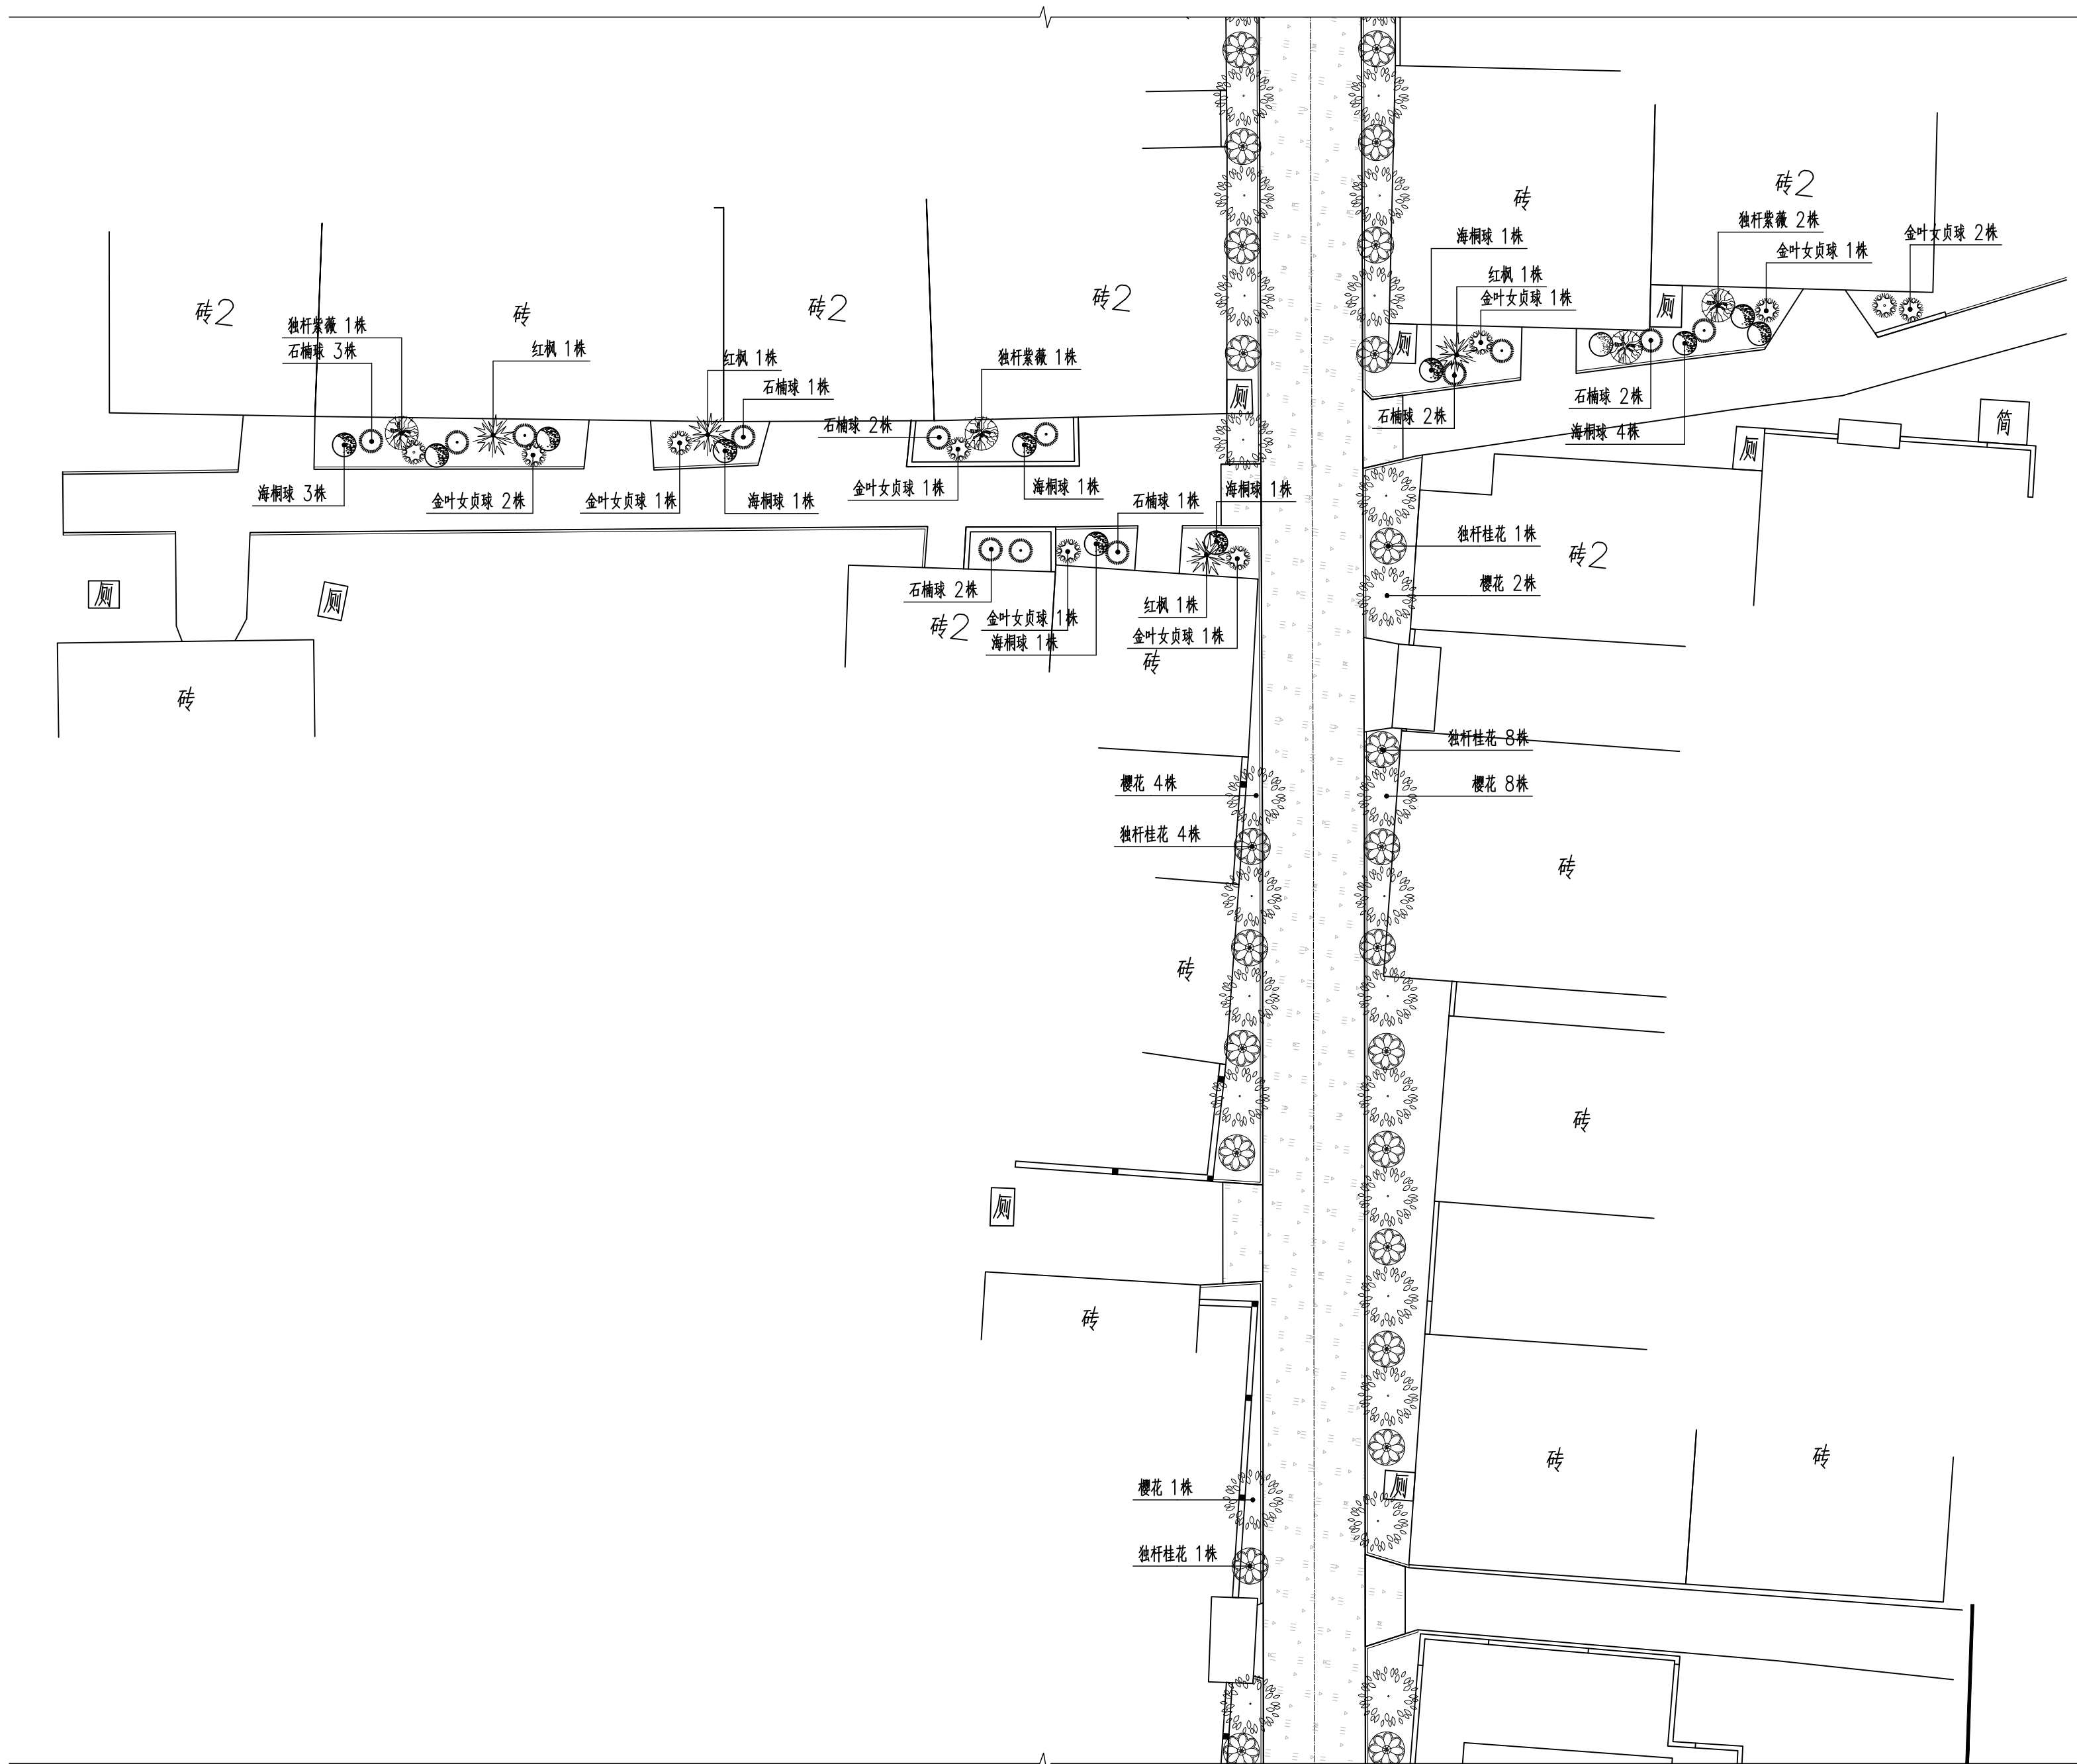 砖2
独杆紫薇 2株
砖
金叶女贞球 2株
海桐球 1株
金叶女贞球 1株
红枫 1株
金叶女贞球 1株
厕
砖2
砖
砖2
砖2
独杆紫薇 1株
石楠球 3株
红枫 1株
红枫 1株
独杆紫薇 1株
厕
石楠球 1株
厕
石楠球 2株
石楠球 2株
石楠球 2株
海桐球 4株
简
厕
海桐球 3株
金叶女贞球 2株
金叶女贞球 1株
海桐球 1株
金叶女贞球 1株
海桐球 1株
石楠球 1株
海桐球 1株
独杆桂花 1株
砖2
樱花 2株
厕
厕
石楠球 2株
砖2
金叶女贞球 1株
海桐球 1株
红枫 1株
金叶女贞球 1株
砖
砖
独杆桂花 8株
樱花 4株
樱花 8株
独杆桂花 4株
砖
砖
砖
厕
砖
砖
砖
厕
樱花 1株
独杆桂花 1株